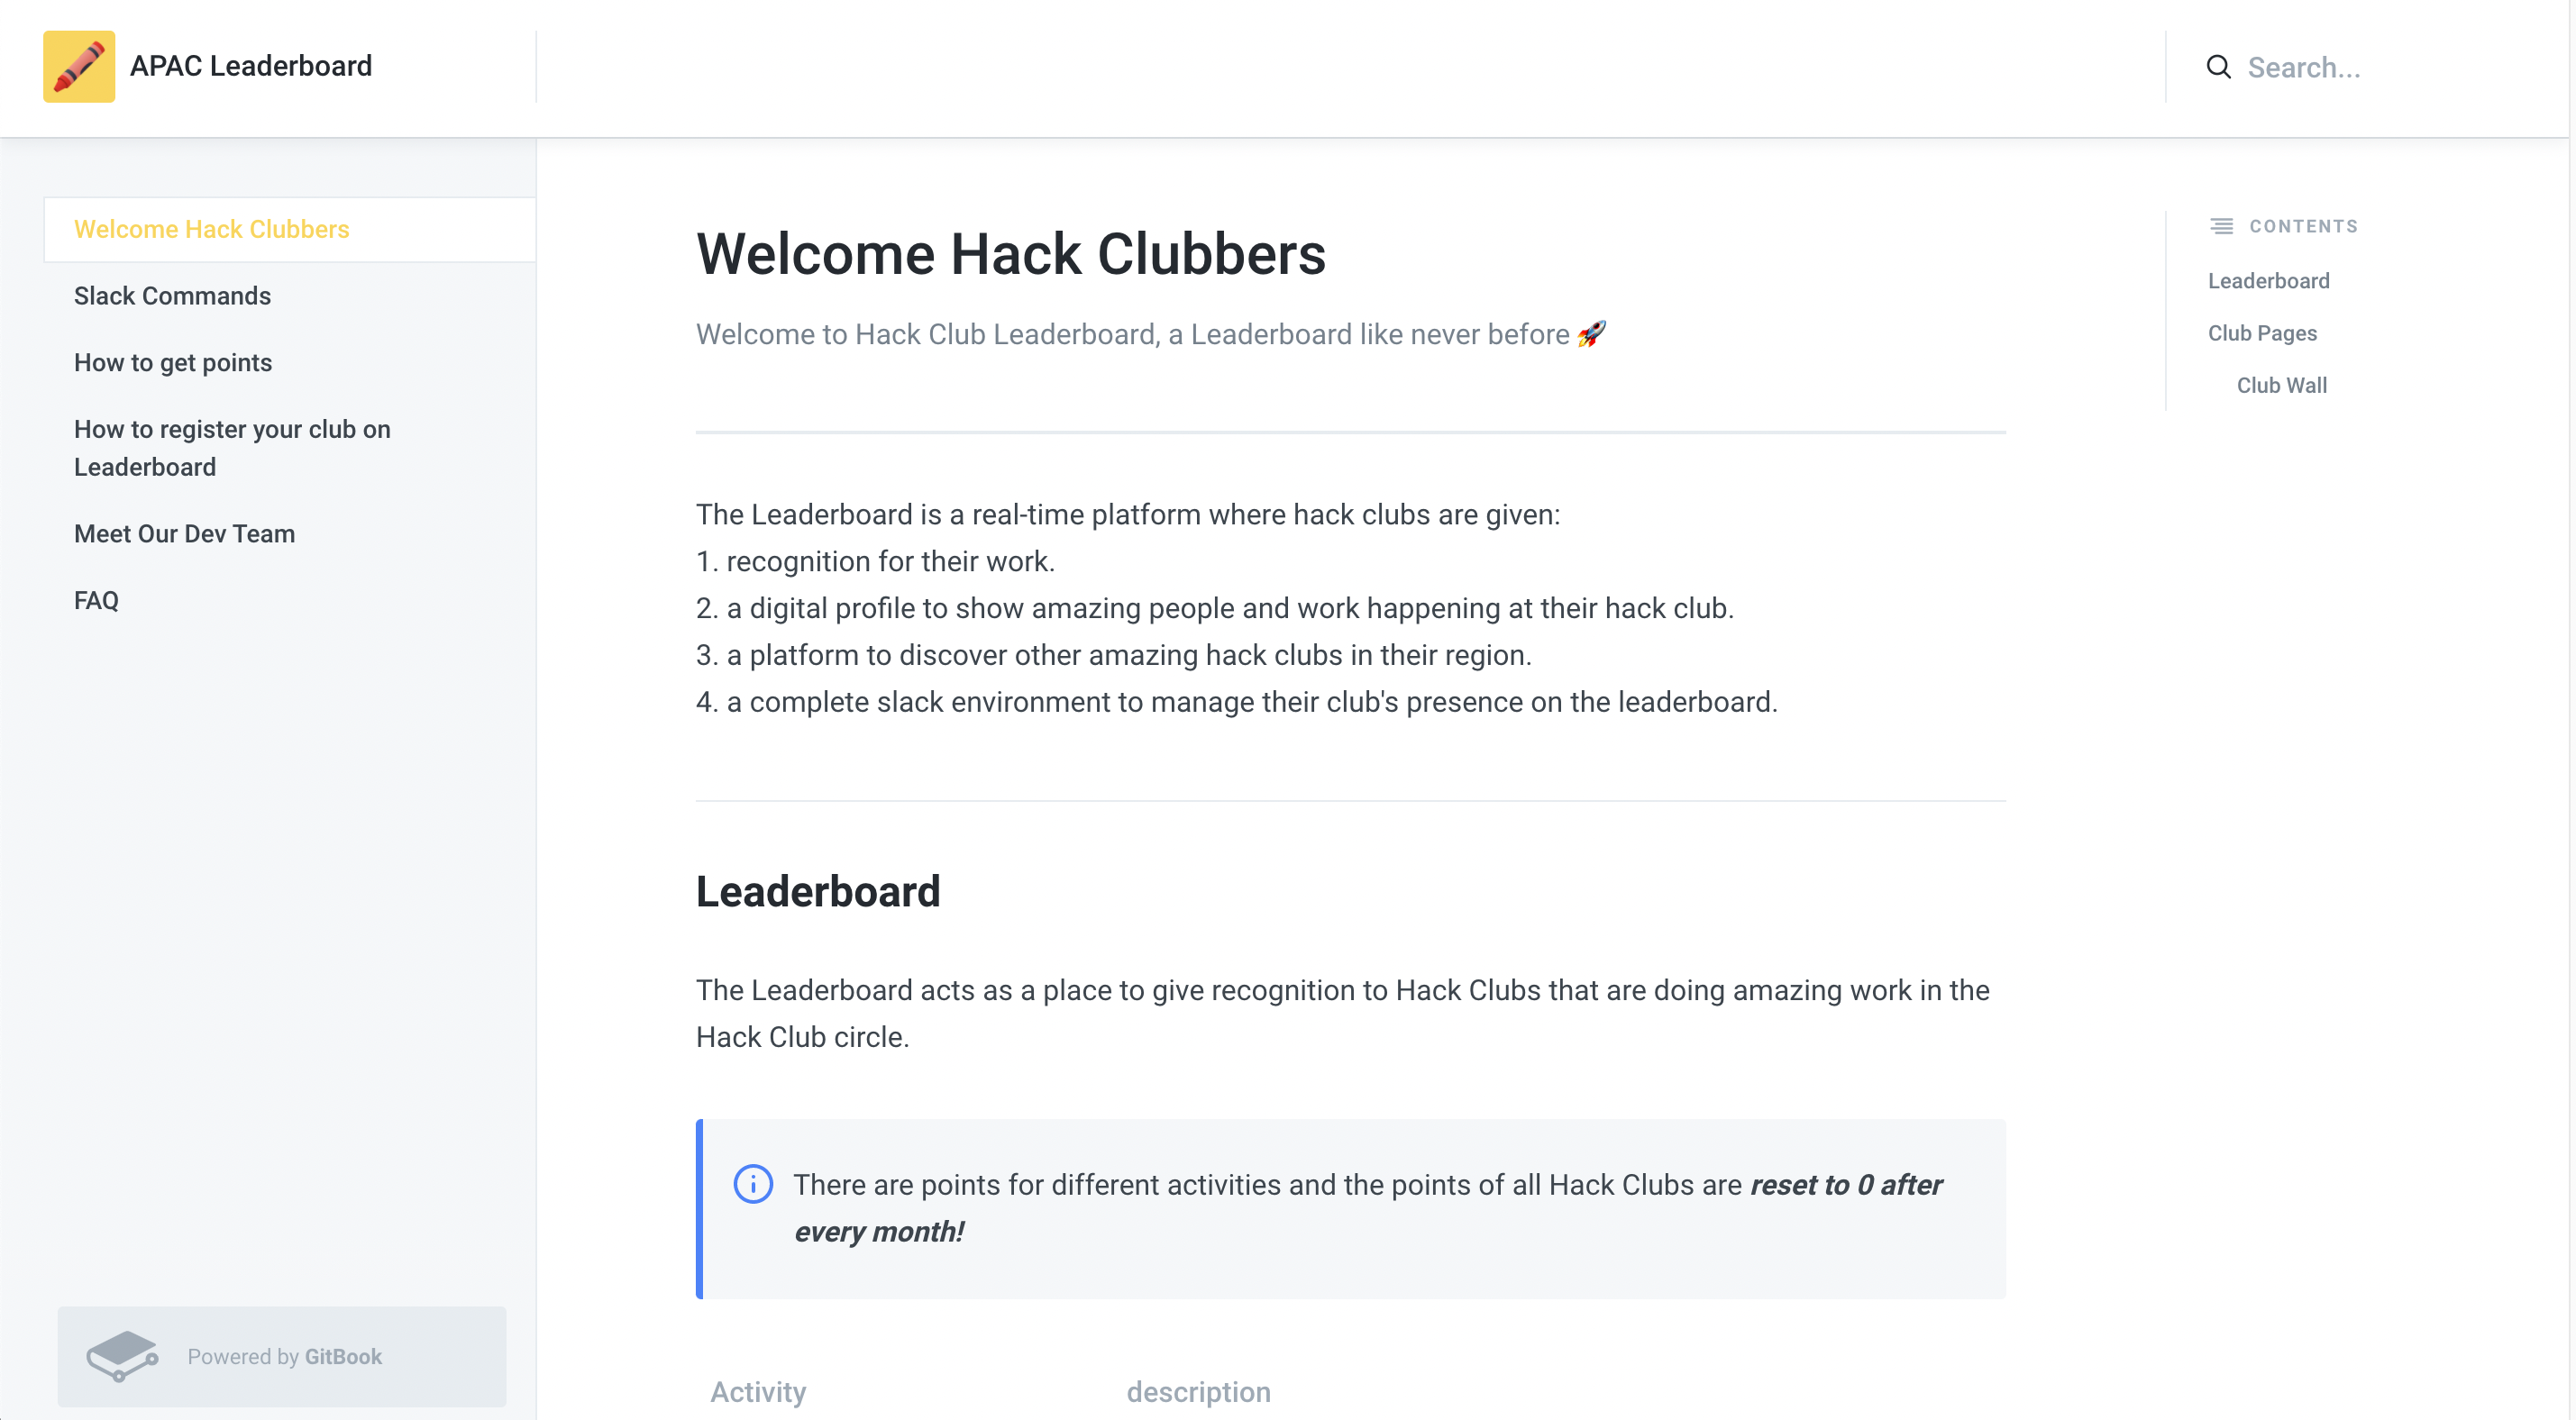 APAC Leaderboard
Search...
Welcome Hack Clubbers
Slack Commands
How to get points
How to register your club on
Leaderboard
Meet Our Dev Team
FAQ
Powered by GitBook
Welcome Hack Clubbers
Welcome to Hack Club Leaderboard, a Leaderboard like never before 🚀
The Leaderboard is a real-time platform where hack clubs are given:
1. recognition for their work.
2. a digital profile to show amazing people and work happening at their hack club.
3. a platform to discover other amazing hack clubs in their region.
4. a complete slack environment to manage their club's presence on the leaderboard.
Leaderboard
The Leaderboard acts as a place to give recognition to Hack Clubs that are doing amazing work in the
Hack Club circle.
There are points for different activities and the points of all Hack Clubs are reset to 0 after
every month!
Activity description
CONTENTS
Leaderboard
Club Pages
Club Wall